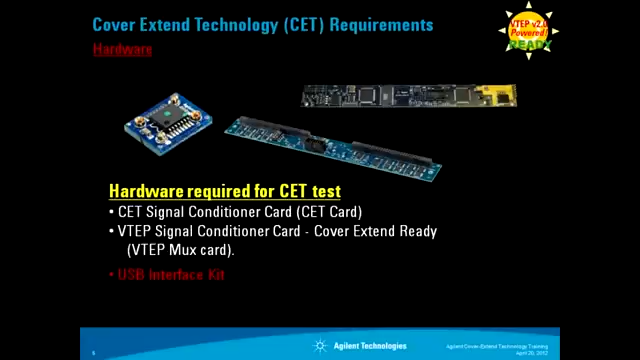 Cover Extend Technology (CET) Requirements
Hardware
VTEP v2.0
Powered!
READY
Hardware required for CET test
• CET Signal Conditioner Card (CET Card)
• VTEP Signal Conditioner Card - Cover Extend Ready
(VTEP Mux card).
• USB Interface Kit
6
Agilent Technologies
Agilent Cover-Extend Technology Training
April 20, 2012